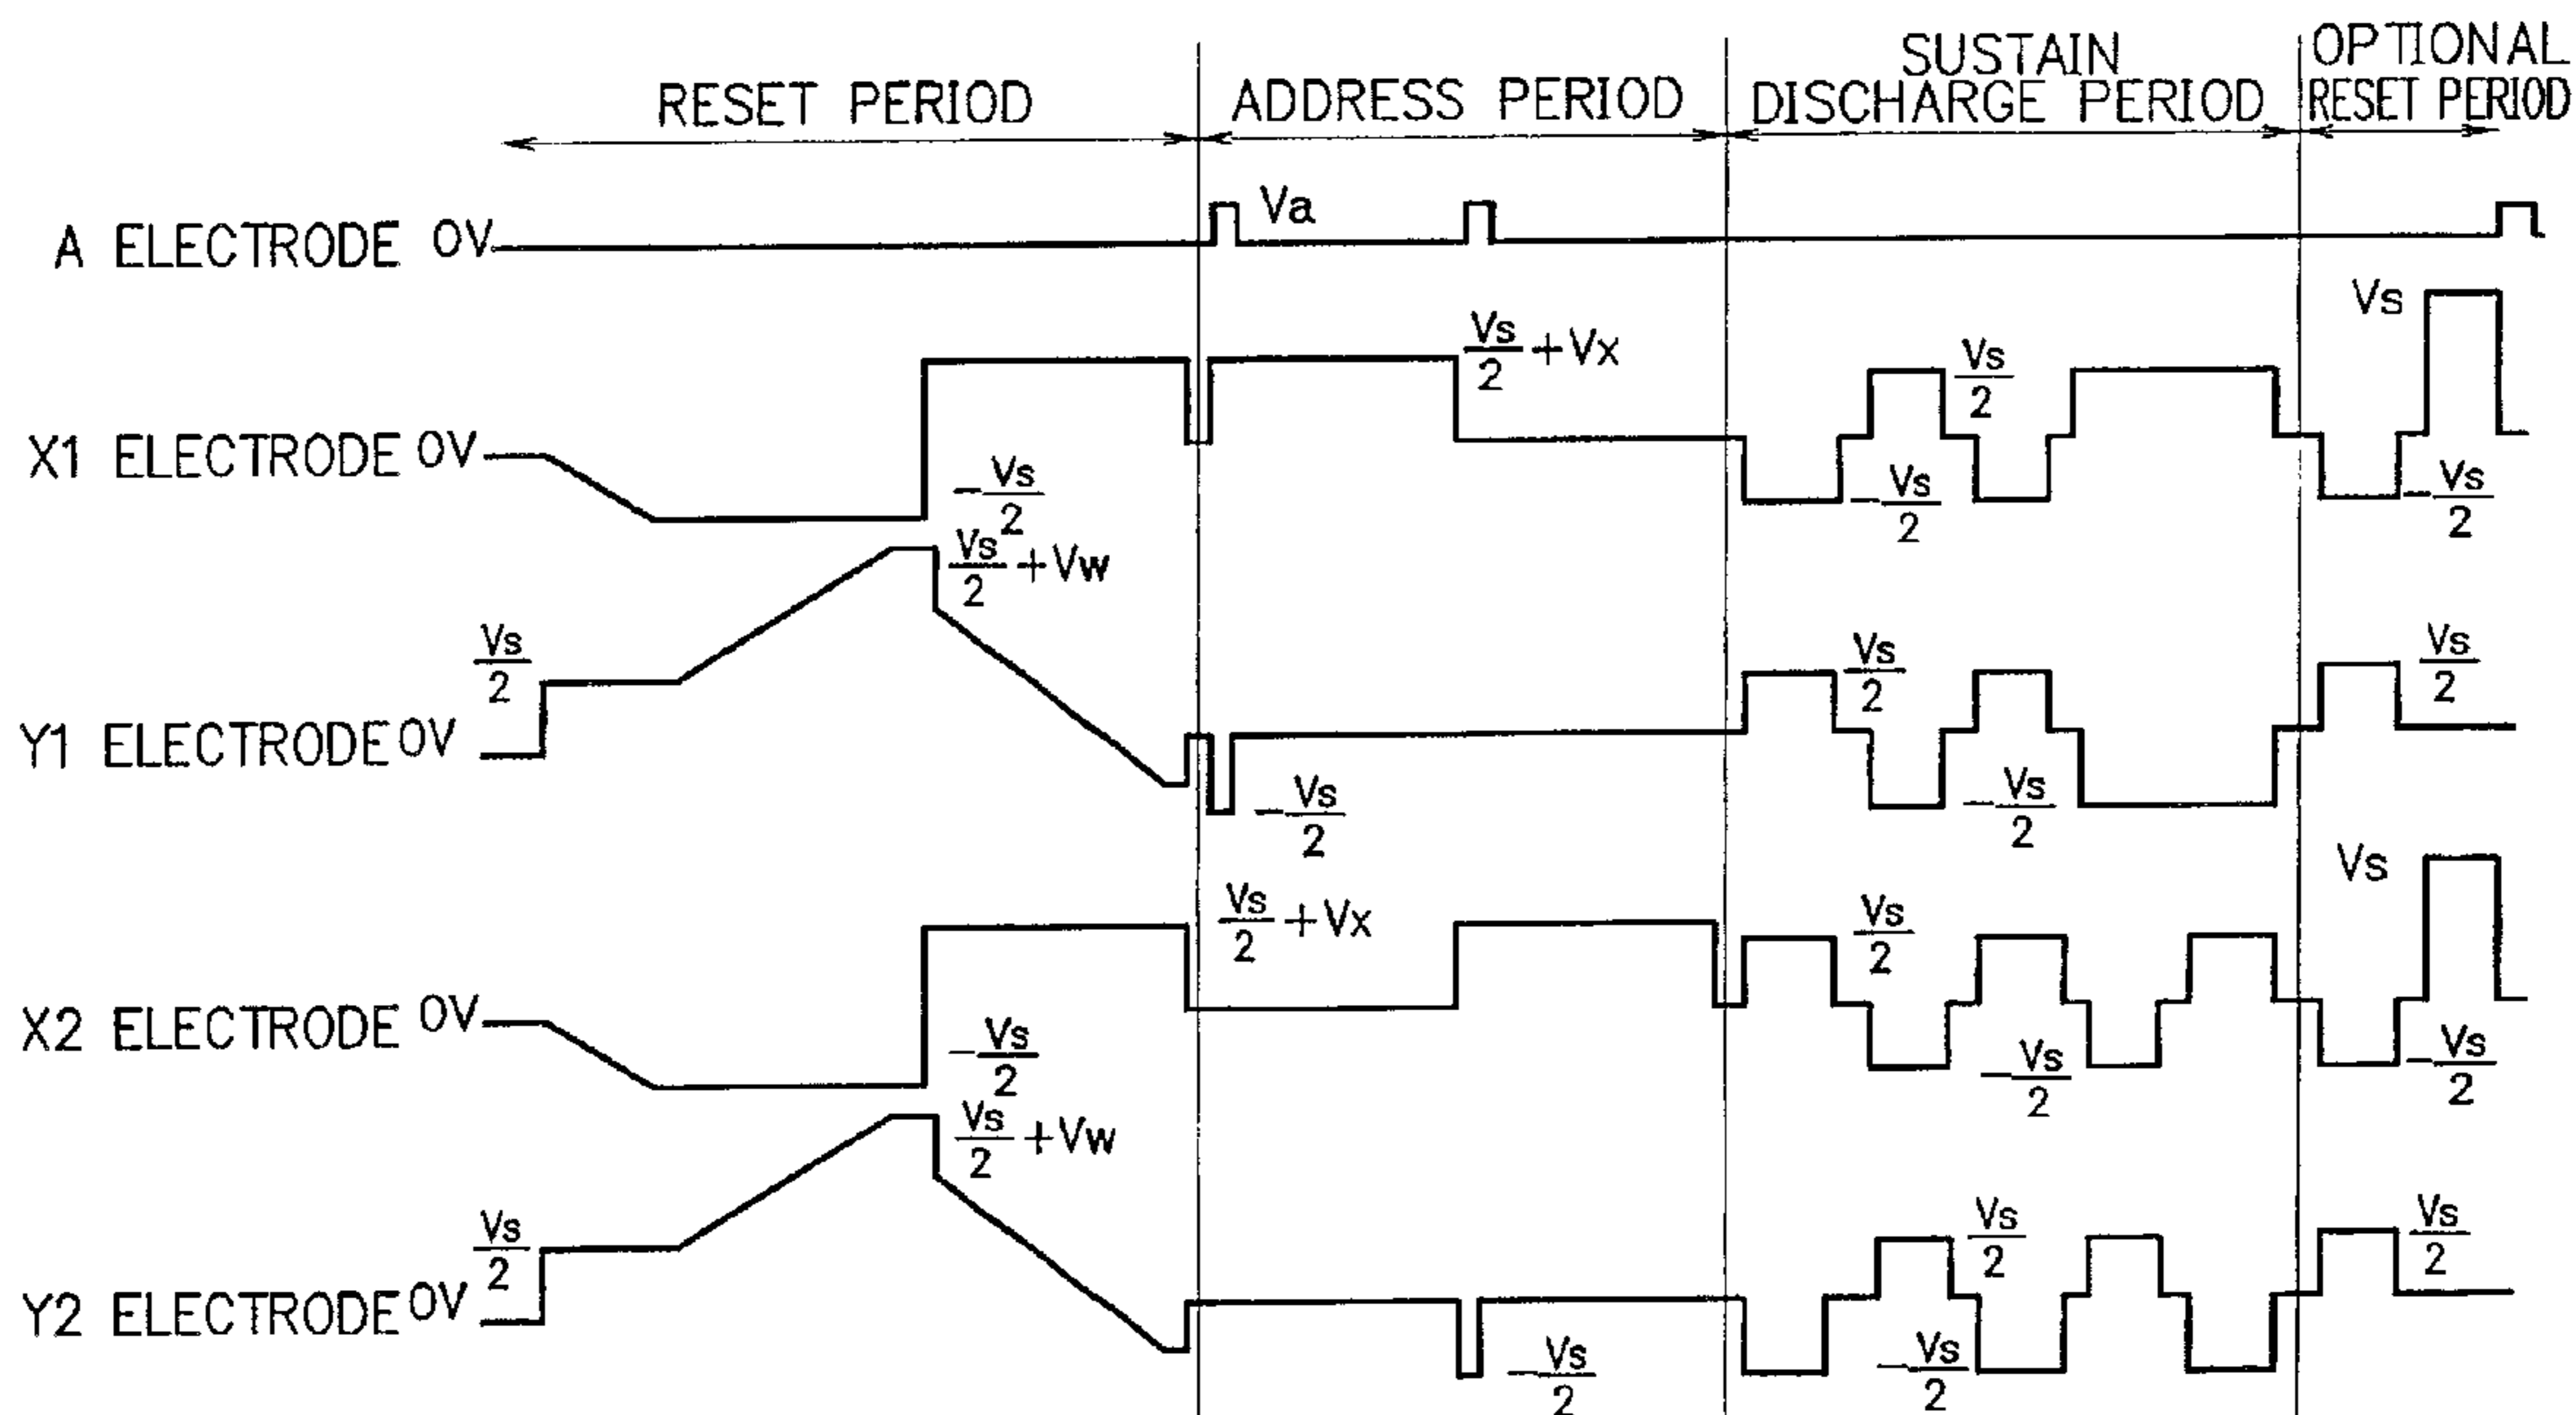 RESET PERIOD
ADDRESS PERIOD
SUSTAIN
DISCHARGE PERIOD
OPTIONAL
RESET PERIOD
A ELECTRODE 0V
Va
X1 ELECTRODE 0V
-Vs/2
Vs/2 +Vx
Vs/2
-Vs/2
Vs
-Vs/2
Y1 ELECTRODE 0V
Vs/2
Vs/2 +Vw
-Vs/2
Vs/2
-Vs/2
Vs/2
X2 ELECTRODE 0V
-Vs/2
Vs/2 +Vx
Vs/2
-Vs/2
Vs
-Vs/2
Y2 ELECTRODE 0V
Vs/2
Vs/2 +Vw
-Vs/2
-Vs/2
Vs/2
Vs/2